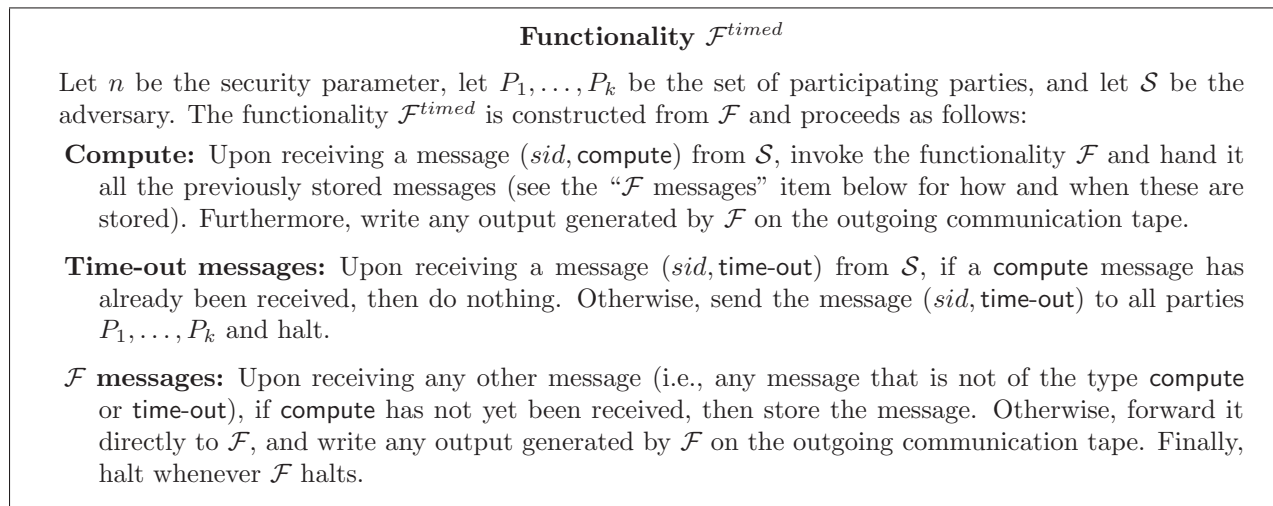 Functionality 𝓕^timed
Let n be the security parameter, let P₁, . . . , Pₖ be the set of participating parties, and let 𝒮 be the
adversary. The functionality 𝓕^timed is constructed from 𝓕 and proceeds as follows:
Compute: Upon receiving a message (sid, compute) from 𝒮, invoke the functionality 𝓕 and hand it
all the previously stored messages (see the “𝓕 messages” item below for how and when these are
stored). Furthermore, write any output generated by 𝓕 on the outgoing communication tape.
Time-out messages: Upon receiving a message (sid, time-out) from 𝒮, if a compute message has
already been received, then do nothing. Otherwise, send the message (sid, time-out) to all parties
P₁, . . . , Pₖ and halt.
𝓕 messages: Upon receiving any other message (i.e., any message that is not of the type compute
or time-out), if compute has not yet been received, then store the message. Otherwise, forward it
directly to 𝓕, and write any output generated by 𝓕 on the outgoing communication tape. Finally,
halt whenever 𝓕 halts.